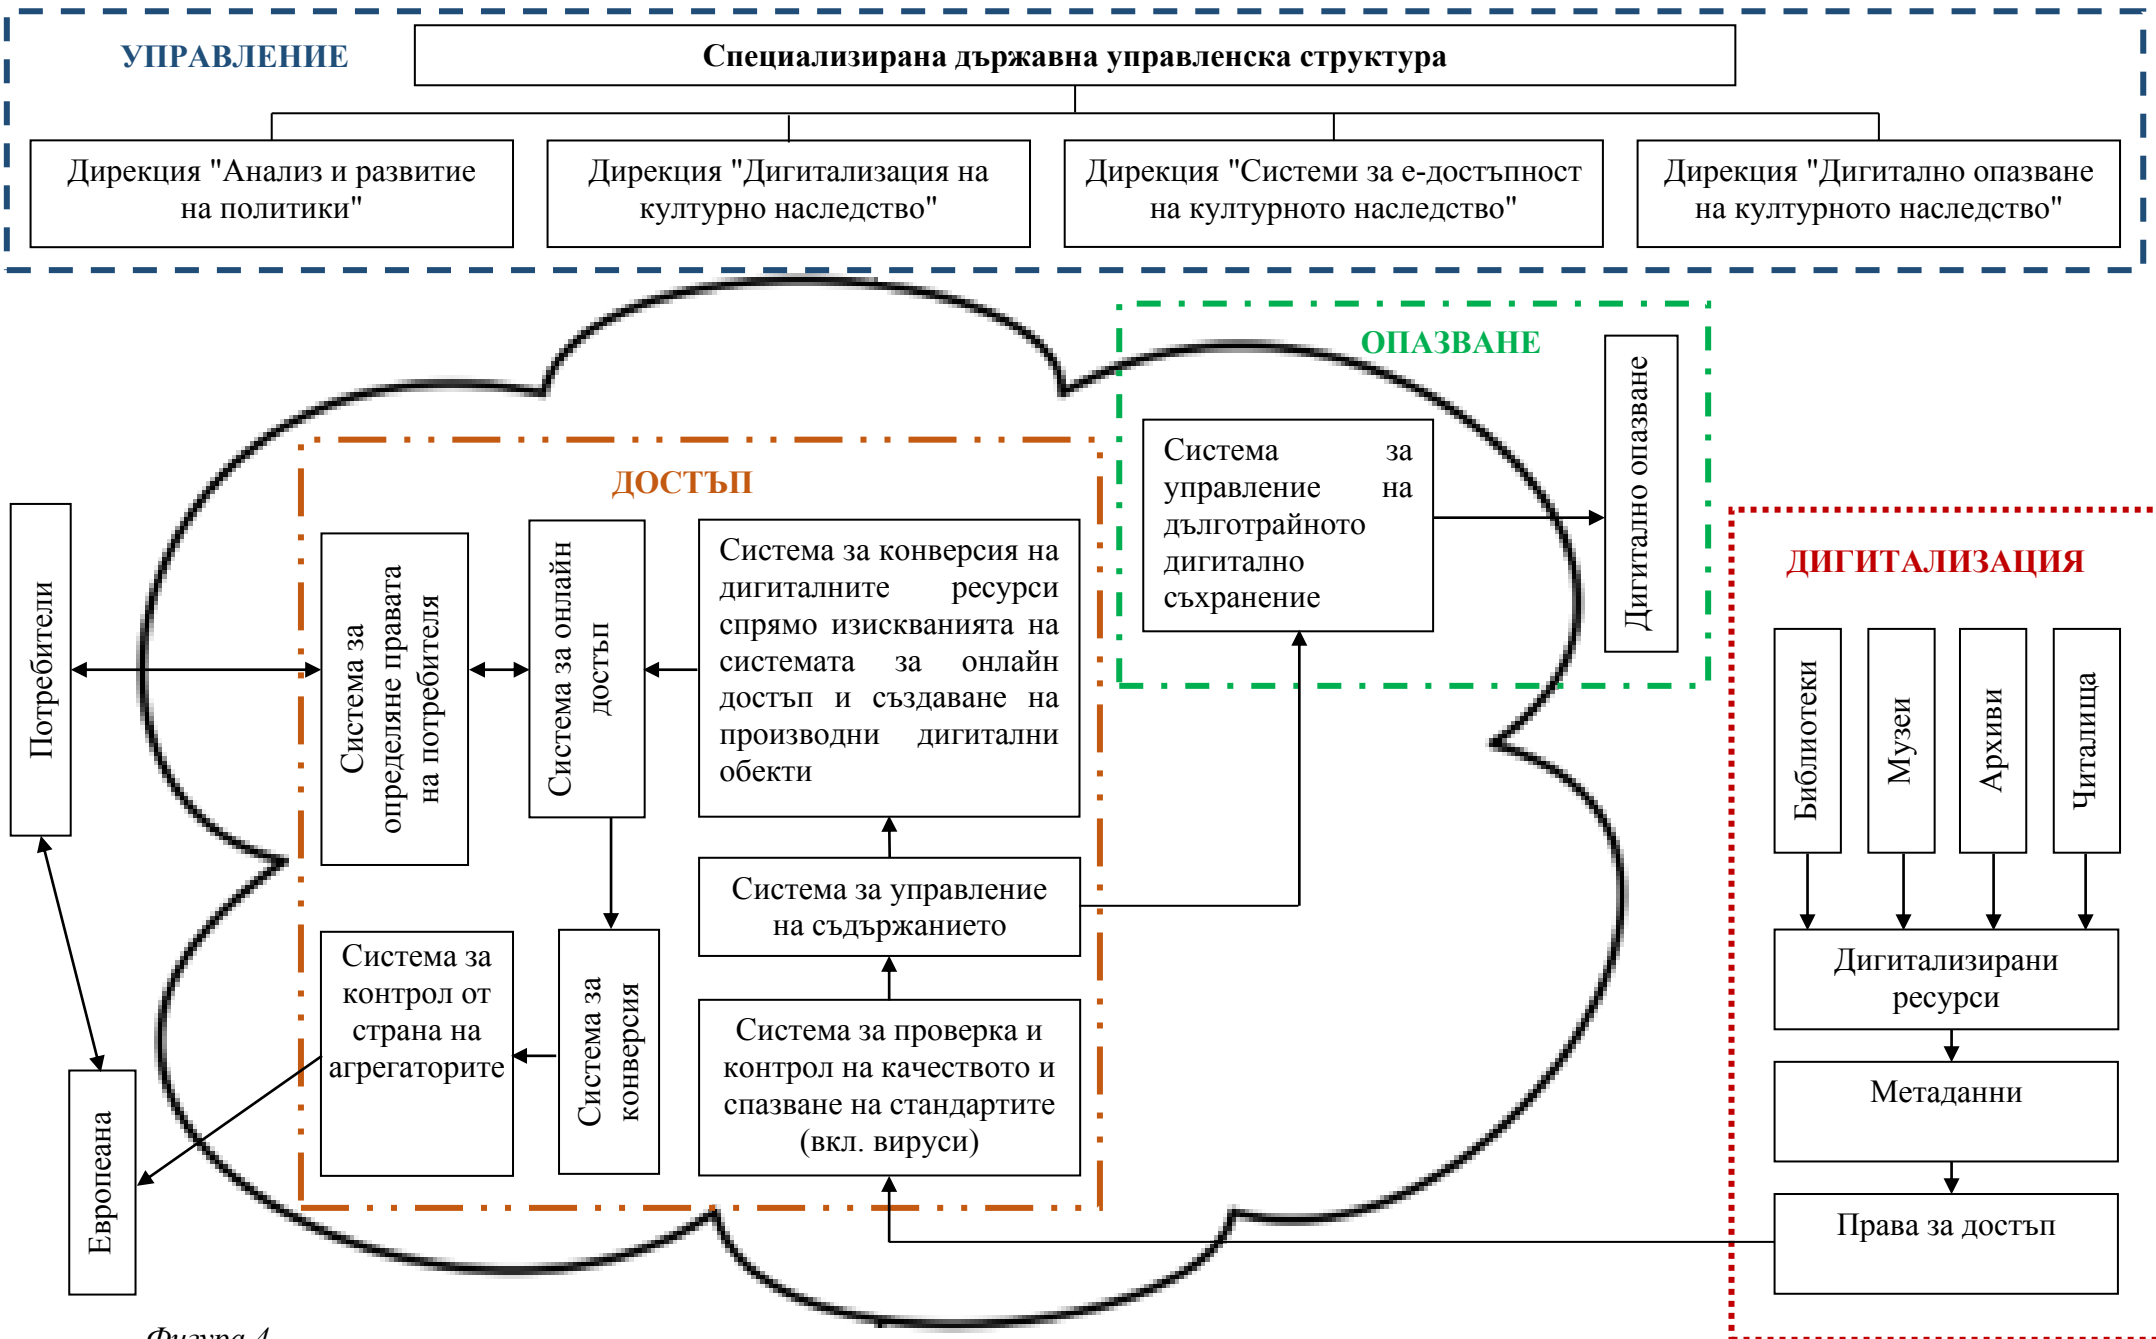 УПРАВЛЕНИЕ
Специализирана държавна управленска структура
Дирекция "Анализ и развитие
на политики"
Дирекция "Дигитализация на
културно наследство"
Дирекция "Системи за е-достъпност
на културното наследство"
Дирекция "Дигитално опазване
на културното наследство"
ОПАЗВАНЕ
Система за
управление на
дълготрайното
дигитално
съхранение
Дигитално опазване
ДОСТЪП
Потребители
Система за
определяне правата
на потребителя
Система за онлайн
достъп
Система за конверсия на
дигиталните ресурси
спрямо изискванията на
системата за онлайн
достъп и създаване на
производни дигитални
обекти
Система за управление
на съдържанието
Система за
контрол от
страна на
агрегаторите
Система за
конверсия
Система за проверка и
контрол на качеството и
спазване на стандартите
(вкл. вируси)
Европеана
ДИГИТАЛИЗАЦИЯ
Библиотеки
Музеи
Архиви
Читалища
Дигитализирани
ресурси
Метаданни
Права за достъп
Фигура 4